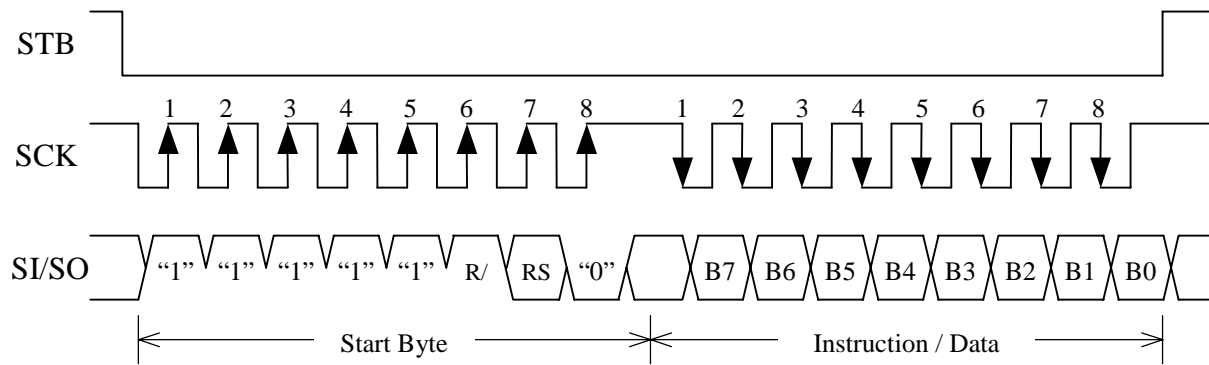 STB
1 2 3 4 5 6 7 8 1 2 3 4 5 6 7 8
SCK
SI/SO “1” “1” “1” “1” “1” R/ RS “0” B7 B6 B5 B4 B3 B2 B1 B0
Start Byte Instruction / Data